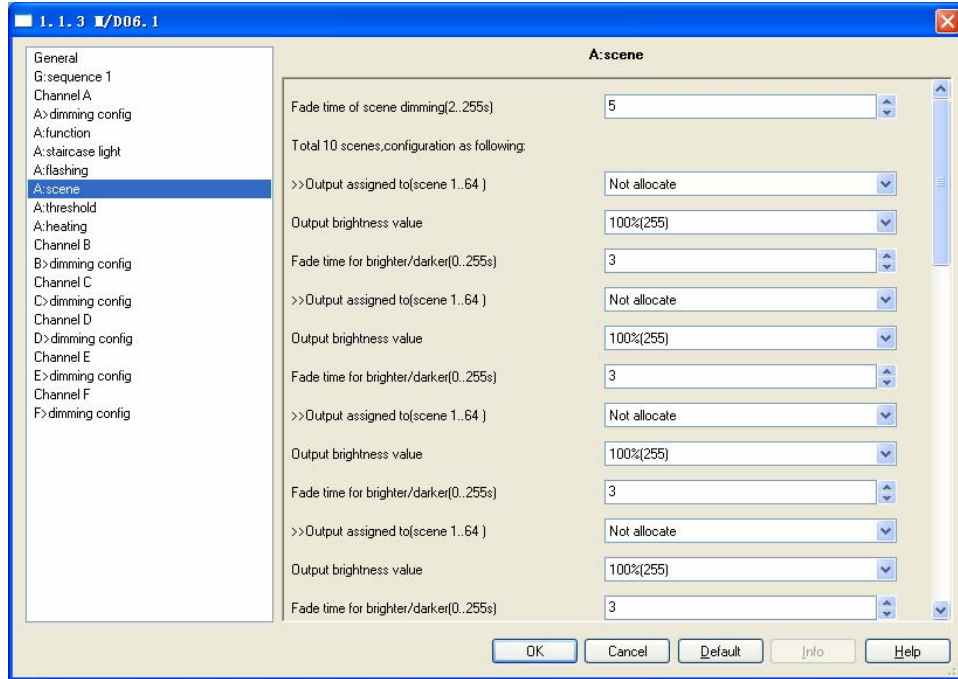 1.1.3 M/D06.1
General
G:sequence 1
Channel A
A>dimming config
A:function
A:staircase light
A:flashing
A:scene
A:threshold
A:heating
Channel B
B>dimming config
Channel C
C>dimming config
Channel D
D>dimming config
Channel E
E>dimming config
Channel F
F>dimming config
A:scene
Fade time of scene dimming(2..255s) 5
Total 10 scenes,configuration as following:
>>Output assigned to(scene 1..64 ) Not allocate
Output brightness value 100%(255)
Fade time for brighter/darker(0..255s) 3
>>Output assigned to(scene 1..64 ) Not allocate
Output brightness value 100%(255)
Fade time for brighter/darker(0..255s) 3
>>Output assigned to(scene 1..64 ) Not allocate
Output brightness value 100%(255)
Fade time for brighter/darker(0..255s) 3
>>Output assigned to(scene 1..64 ) Not allocate
Output brightness value 100%(255)
Fade time for brighter/darker(0..255s) 3
OK Cancel Default Info Help